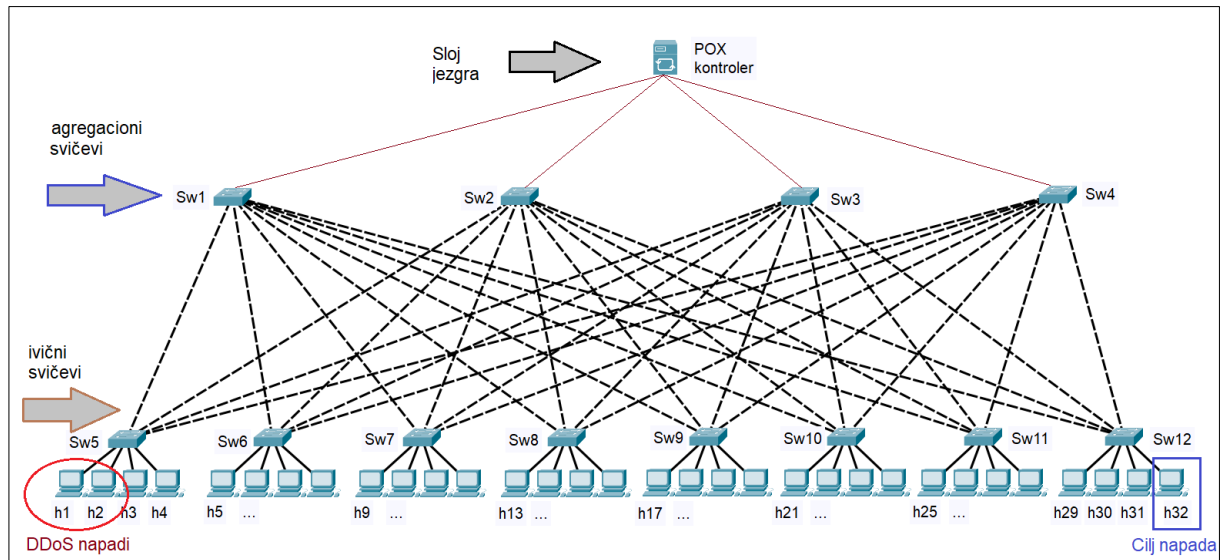 Sloj
jezgra
POX
kontroler
agregacioni
svičevi
Sw1
Sw2
Sw3
Sw4
ivični
svičevi
Sw5
Sw6
Sw7
Sw8
Sw9
Sw10
Sw11
Sw12
h1
h2
h3
h4
h5
...
h9
...
h13
...
h17
...
h21
...
h25
...
h29
h30
h31
h32
DDoS napadi
Cilj napada